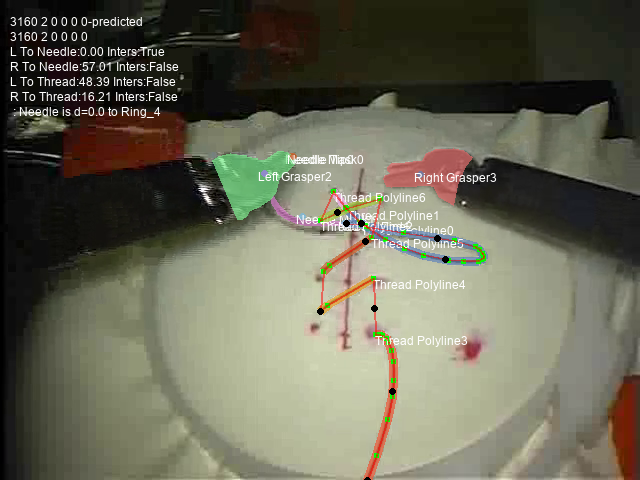 3160 2 0 0 0 0-predicted
3160 2 0 0 0 0
L To Needle:0.00 Inters:True
R To Needle:57.01 Inters:False
L To Thread:48.39 Inters:False
R To Thread:16.21 Inters:False
: Needle is d=0.0 to Ring_4
Left Grasper2
Right Grasper3
Thread Polyline6
Thread Polyline1
Thread Polyline5
Thread Polyline4
Thread Polyline3